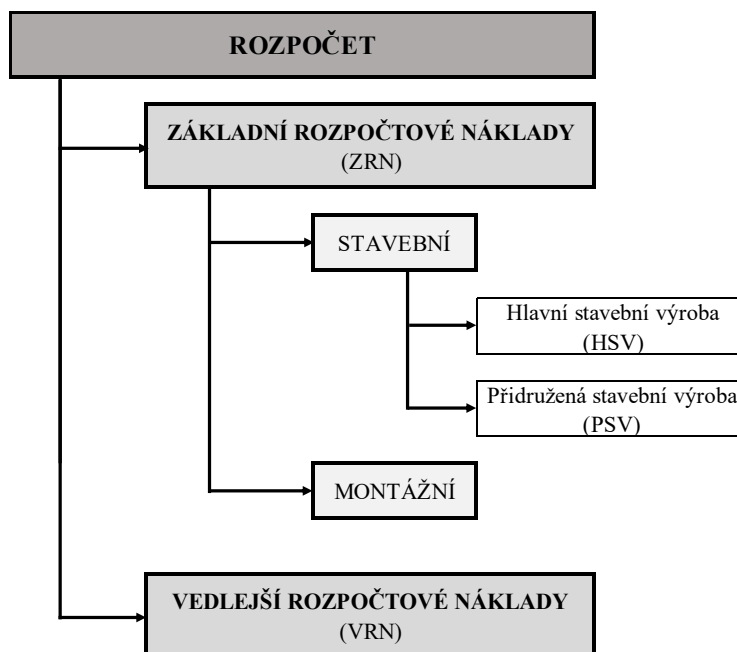 ROZPOČET
ZÁKLADNÍ ROZPOČTOVÉ NÁKLADY
(ZRN)
STAVEBNÍ
Hlavní stavební výroba
(HSV)
Přidružená stavební výroba
(PSV)
MONTÁŽNÍ
VEDLEJŠÍ ROZPOČTOVÉ NÁKLADY
(VRN)